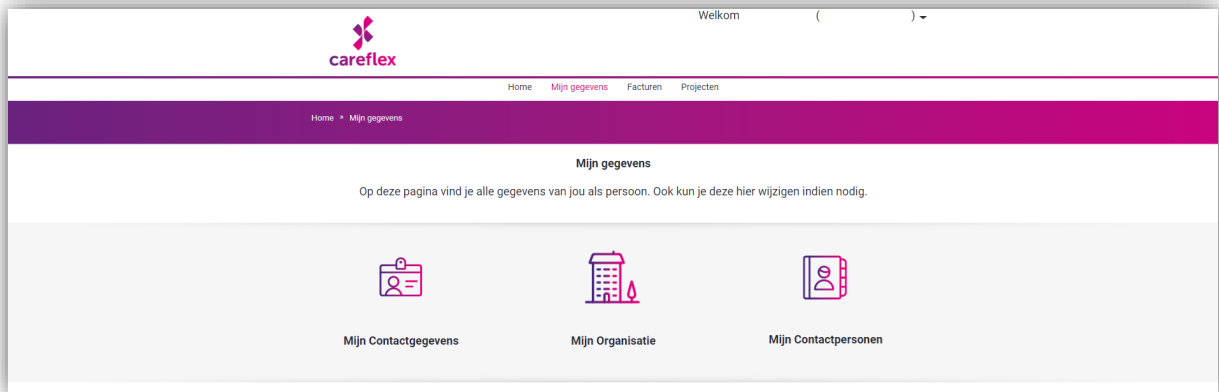 Welkom ( )
careflex
Home Mijn gegevens Facturen Projecten
Home » Mijn gegevens
Mijn gegevens
Op deze pagina vind je alle gegevens van jou als persoon. Ook kun je deze hier wijzigen indien nodig.
Mijn Contactgegevens Mijn Organisatie Mijn Contactpersonen